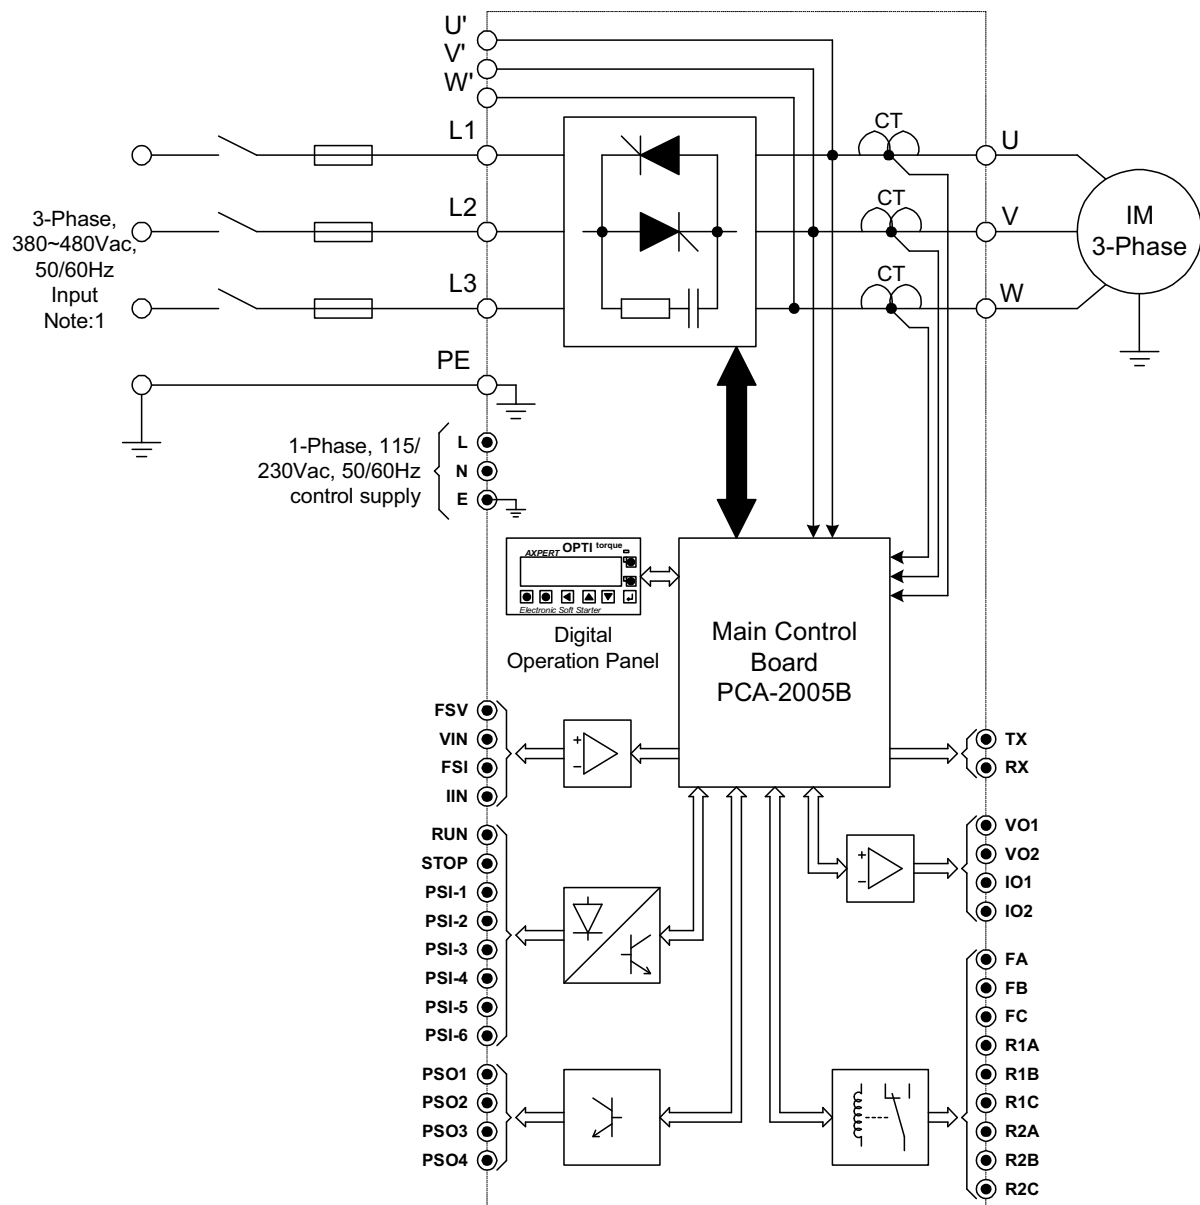 U'
V'
W'
L1
CT
U
L2
CT
V
IM
3-Phase
3-Phase,
380~480Vac,
50/60Hz
Input
Note:1
L3
CT
W
PE
1-Phase, 115/
230Vac, 50/60Hz
control supply
L
N
E
AXPERT OPTI torque
Electronic Soft Starter
Digital
Operation Panel
Main Control
Board
PCA-2005B
FSV
VIN
FSI
IIN
TX
RX
RUN
STOP
PSI-1
PSI-2
PSI-3
PSI-4
PSI-5
PSI-6
VO1
VO2
IO1
IO2
PSO1
PSO2
PSO3
PSO4
FA
FB
FC
R1A
R1B
R1C
R2A
R2B
R2C